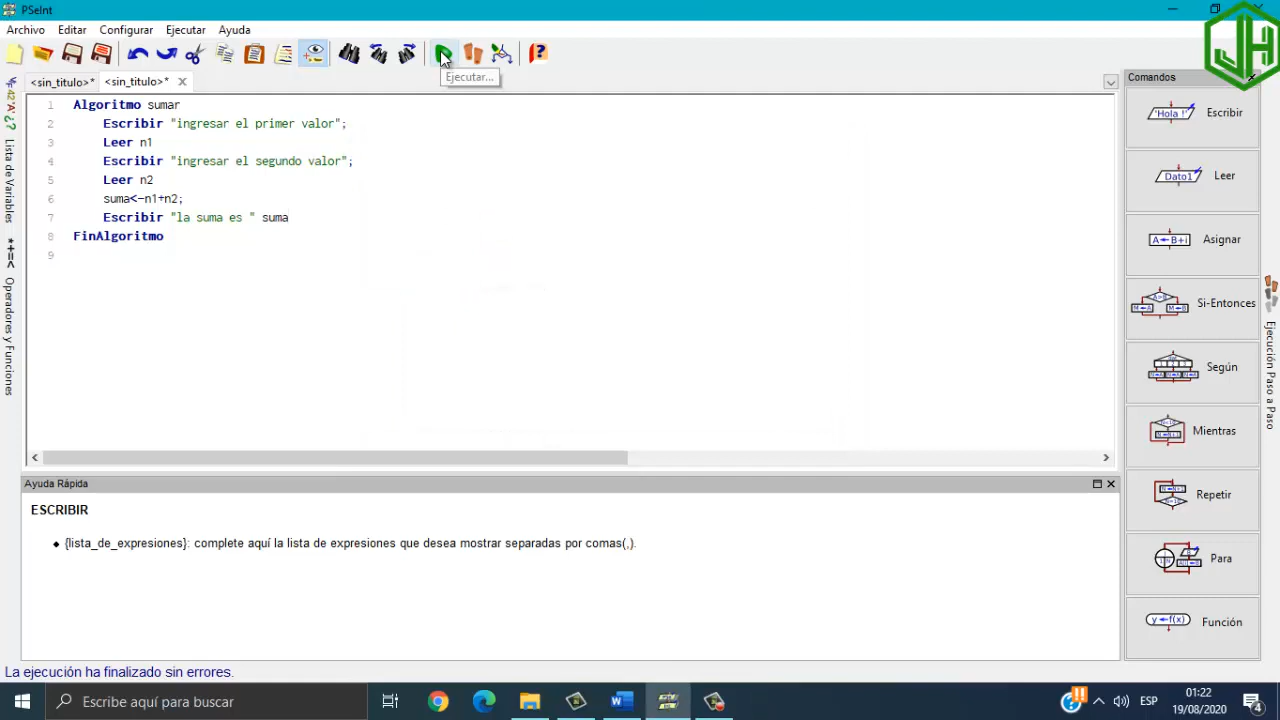 PSeInt
Archivo Editar Configurar Ejecutar Ayuda
JH
<sin_titulo>* <sin_titulo>*
Ejecutar...
Comandos
1 Algoritmo sumar
2 Escribir "ingresar el primer valor";
3 Leer n1
4 Escribir "ingresar el segundo valor";
5 Leer n2
6 suma<-n1+n2;
7 Escribir "la suma es " suma
8 FinAlgoritmo
9
Lista de Variables
*+=< Operadores y Funciones
'Hola !' Escribir
Dato1 Leer
A←B+i Asignar
Si-Entonces
Según
Mientras
Repetir
Para
y←f(x) Función
Ejecución Paso a Paso
Ayuda Rápida
ESCRIBIR
{lista_de_expresiones}: complete aquí la lista de expresiones que desea mostrar separadas por comas(,).
La ejecución ha finalizado sin errores.
Escribe aquí para buscar
ESP
01:22
19/08/2020
4